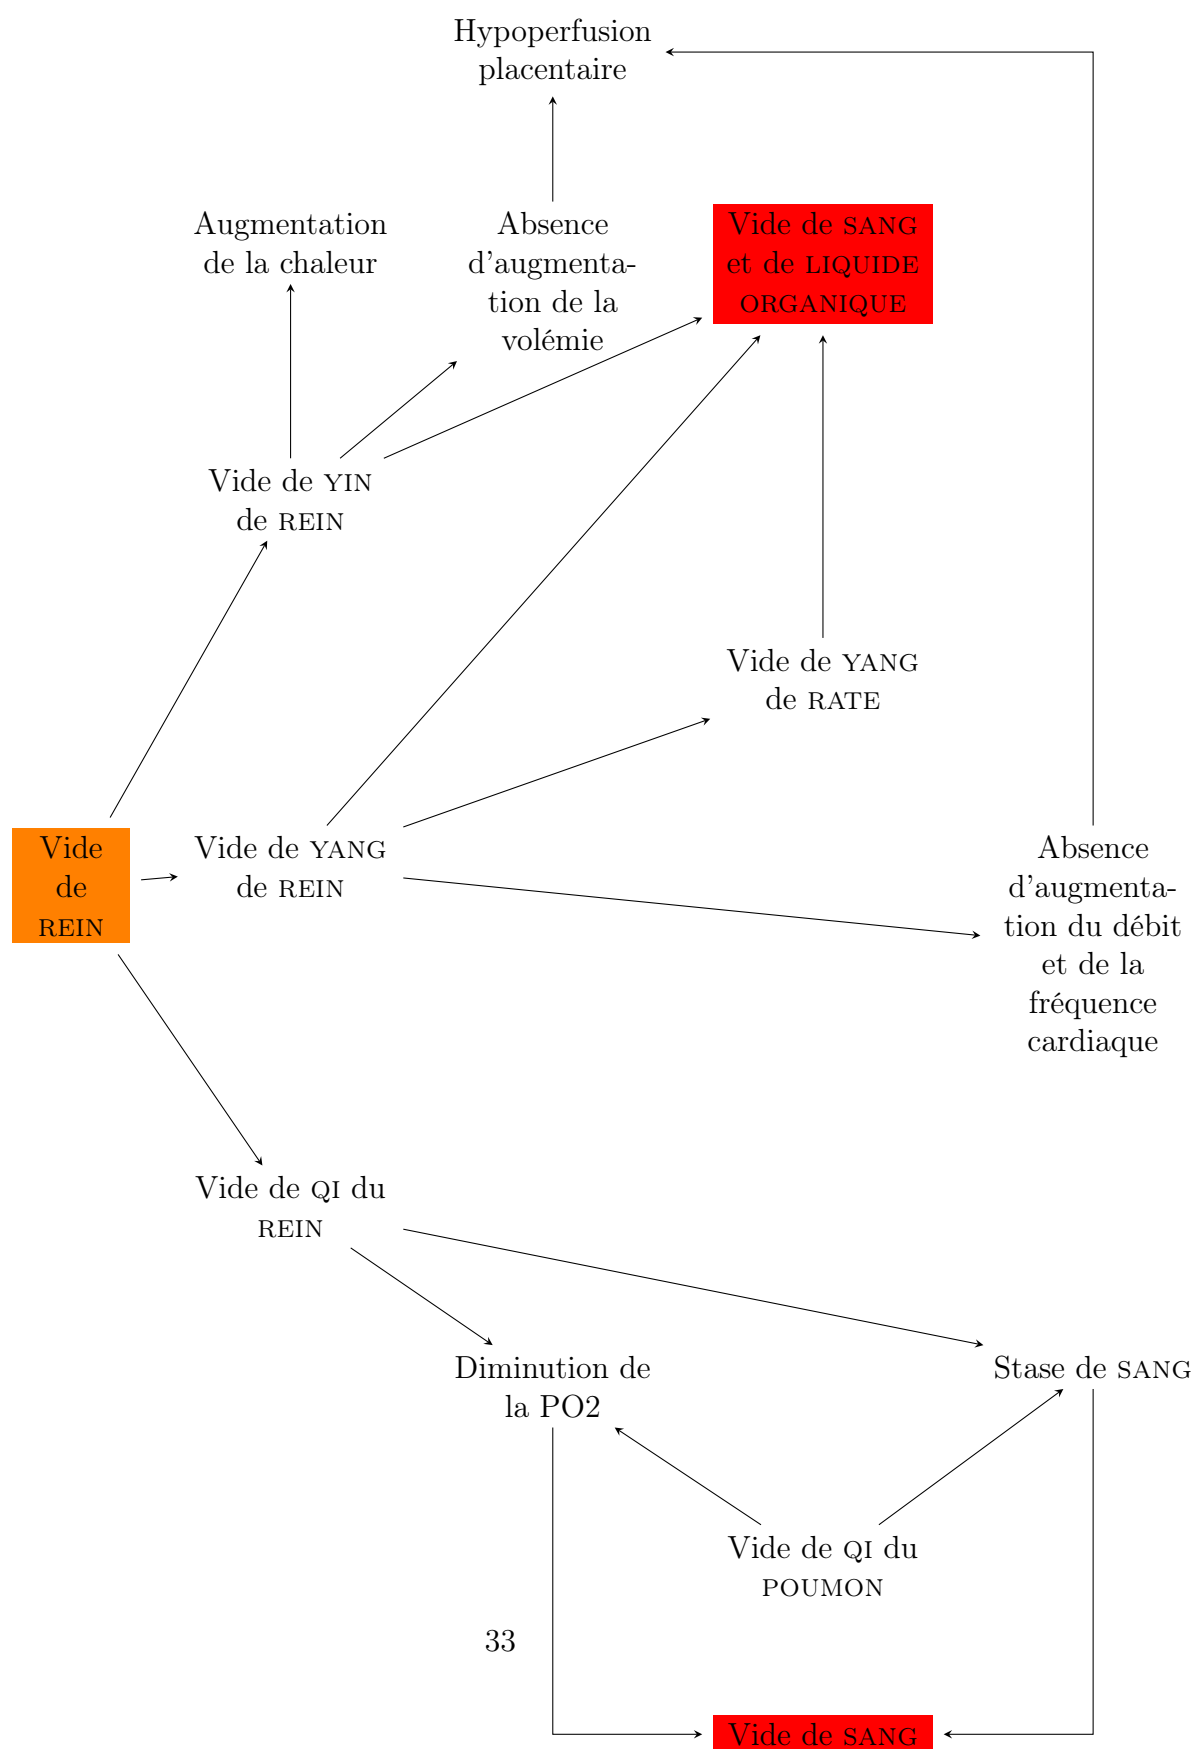 Hypoperfusion
placentaire
Augmentation
de la chaleur
Absence
d'augmenta-
tion de la
volémie
Vide de SANG
et de LIQUIDE
ORGANIQUE
Vide de YIN
de REIN
Vide de YANG
de RATE
Vide
de
REIN
Vide de YANG
de REIN
Absence
d'augmenta-
tion du débit
et de la
fréquence
cardiaque
Vide de QI du
REIN
Diminution de
la PO2
Stase de SANG
Vide de QI du
POUMON
33
Vide de SANG